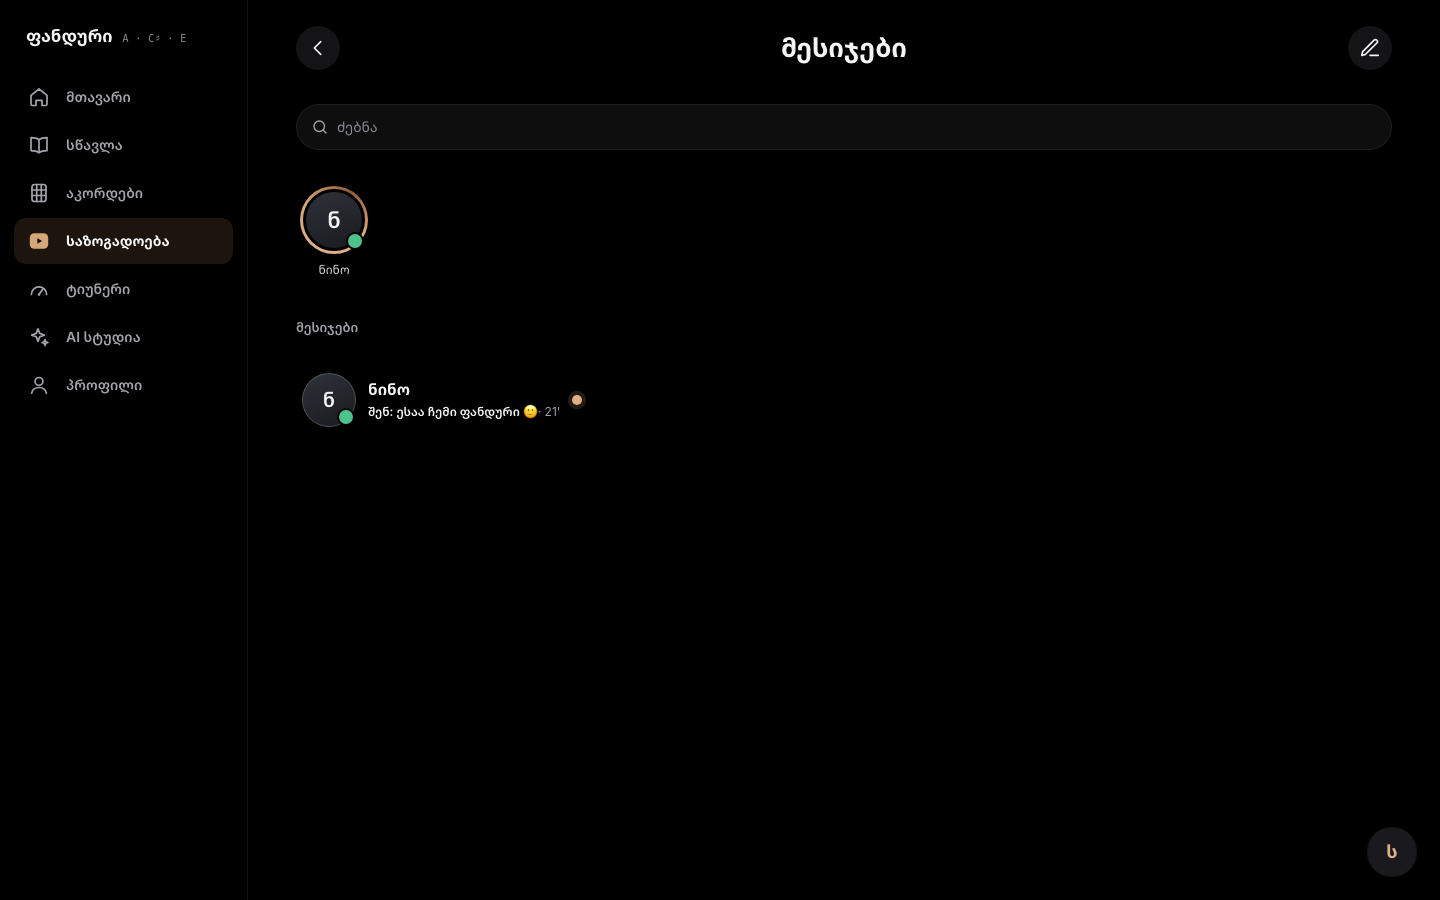 ფანდური A · C♯ · E
მთავარი
სწავლა
აკორდები
საზოგადოება
ტიუნერი
AI სტუდია
პროფილი
მესიჯები
ძებნა
ნ
ნინო
მესიჯები
ნ
ნინო
შენ: ესაა ჩემი ფანდური 🙂 · 21'
ს